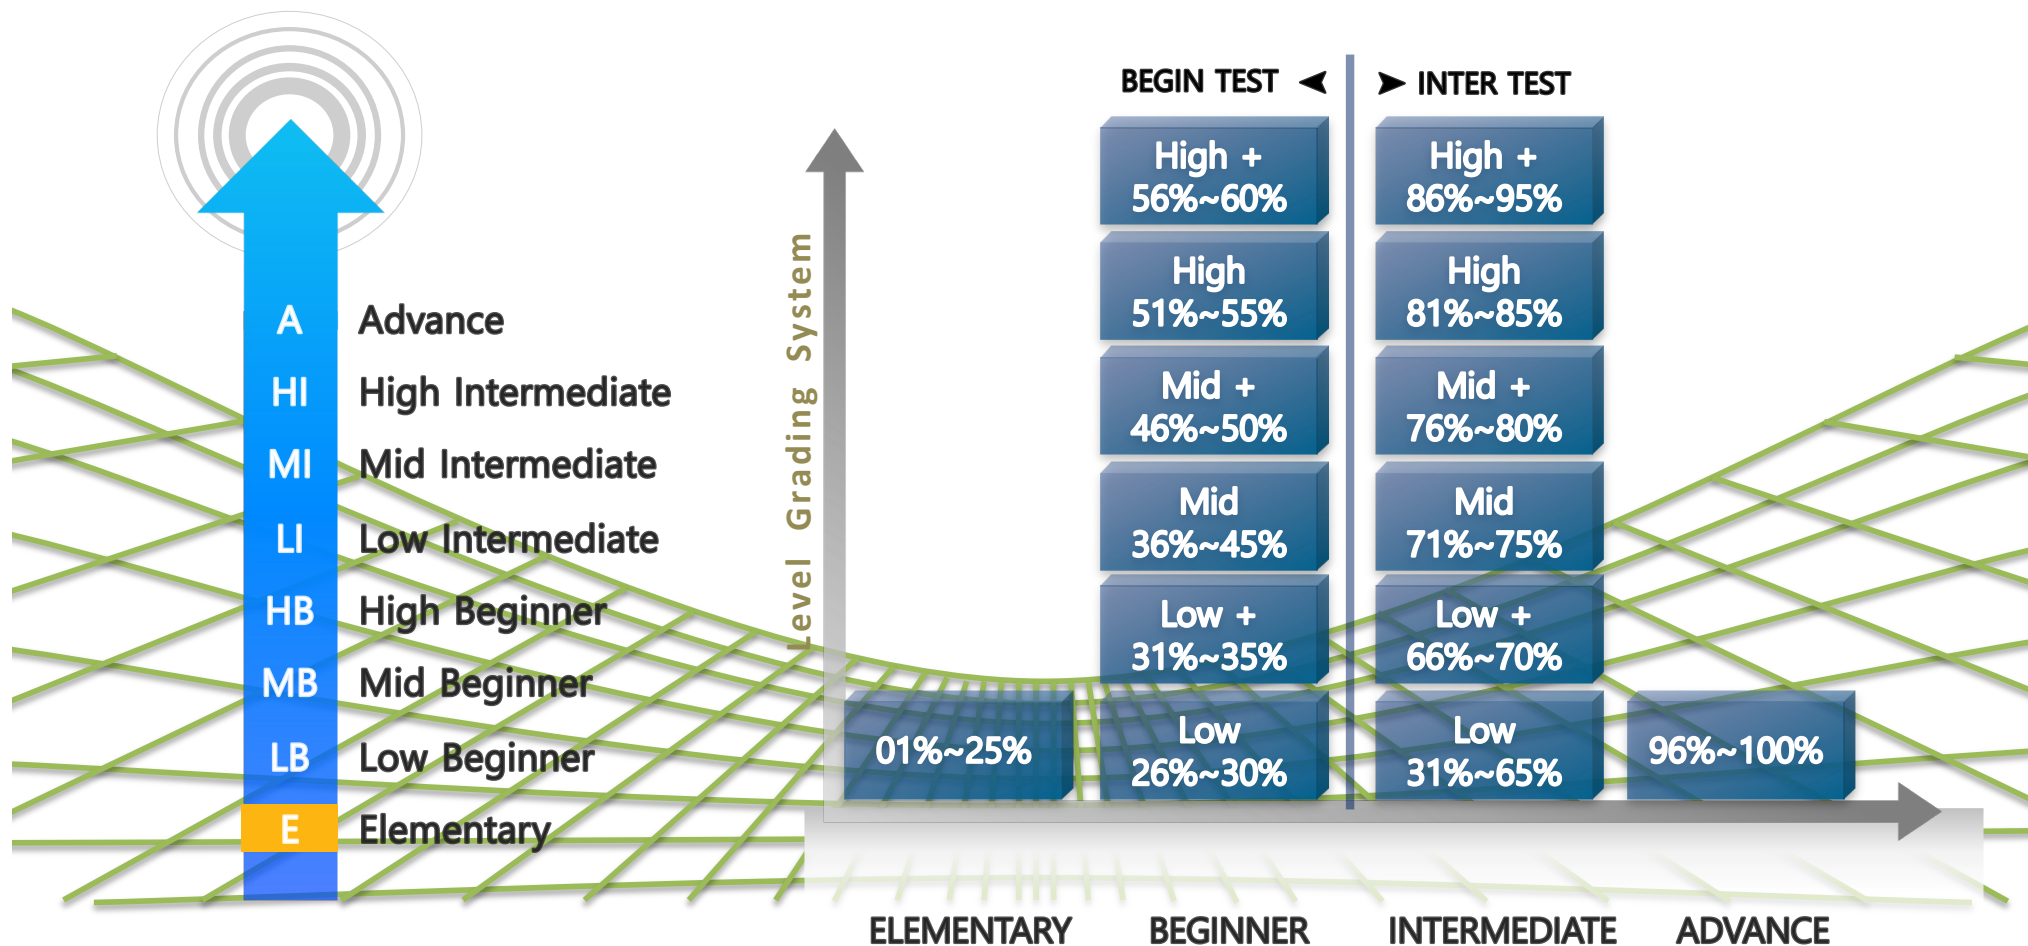 A Advance
HI High Intermediate
MI Mid Intermediate
LI Low Intermediate
HB High Beginner
MB Mid Beginner
LB Low Beginner
E Elementary
Level Grading System
BEGIN TEST
INTER TEST
High +
56%~60%
High
51%~55%
Mid +
46%~50%
Mid
36%~45%
Low +
31%~35%
Low
26%~30%
High +
86%~95%
High
81%~85%
Mid +
76%~80%
Mid
71%~75%
Low +
66%~70%
Low
31%~65%
01%~25%
96%~100%
ELEMENTARY
BEGINNER
INTERMEDIATE
ADVANCE